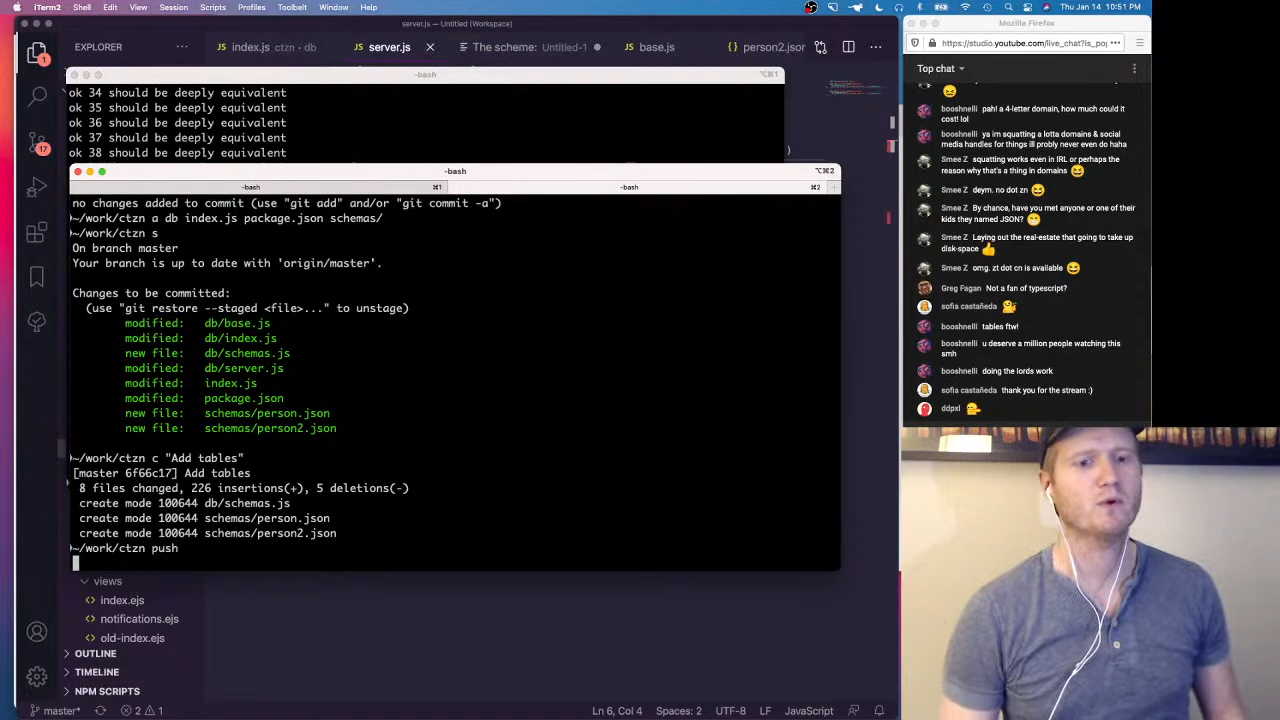 iTerm2 Shell Edit View Session Scripts Profiles Toolbelt Window Help
Thu Jan 14 10:51 PM
server.js — Untitled (Workspace)
EXPLORER
index.js ctzn • db
server.js
The scheme: Untitled-1
base.js
person2.json
1
17
-bash
⌥⌘1
ok 34 should be deeply equivalent
ok 35 should be deeply equivalent
ok 36 should be deeply equivalent
ok 37 should be deeply equivalent
ok 38 should be deeply equivalent
-bash
⌥⌘2
-bash ⌘1 -bash ⌘2
no changes added to commit (use "git add" and/or "git commit -a")
~/work/ctzn a db index.js package.json schemas/
~/work/ctzn s
On branch master
Your branch is up to date with 'origin/master'.
Changes to be committed:
(use "git restore --staged <file>..." to unstage)
modified: db/base.js
modified: db/index.js
new file: db/schemas.js
modified: db/server.js
modified: index.js
modified: package.json
new file: schemas/person.json
new file: schemas/person2.json
~/work/ctzn c "Add tables"
[master 6f66c17] Add tables
8 files changed, 226 insertions(+), 5 deletions(-)
create mode 100644 db/schemas.js
create mode 100644 schemas/person.json
create mode 100644 schemas/person2.json
~/work/ctzn push
views
index.ejs
notifications.ejs
old-index.ejs
OUTLINE
TIMELINE
NPM SCRIPTS
master* 2 1 Ln 6, Col 4 Spaces: 2 UTF-8 LF JavaScript
Mozilla Firefox
https://studio.youtube.com/live_chat?is_pop
Top chat
booshnelli pah! a 4-letter domain, how much could it
cost! lol
booshnelli ya im squatting a lotta domains & social
media handles for things ill probly never even do haha
Smee Z squatting works even in IRL or perhaps the
reason why that's a thing in domains 😆
Smee Z deym. no dot zn 😆
Smee Z By chance, have you met anyone or one of their
kids they named JSON? 😁
Smee Z Laying out the real-estate that going to take up
disk-space 👍
Smee Z omg. zt dot cn is available 😆
Greg Fagan Not a fan of typescript?
sofia castañeda
booshnelli tables ftw!
booshnelli u deserve a million people watching this
smh
booshnelli doing the lords work
sofia castañeda thank you for the stream :)
ddpxl